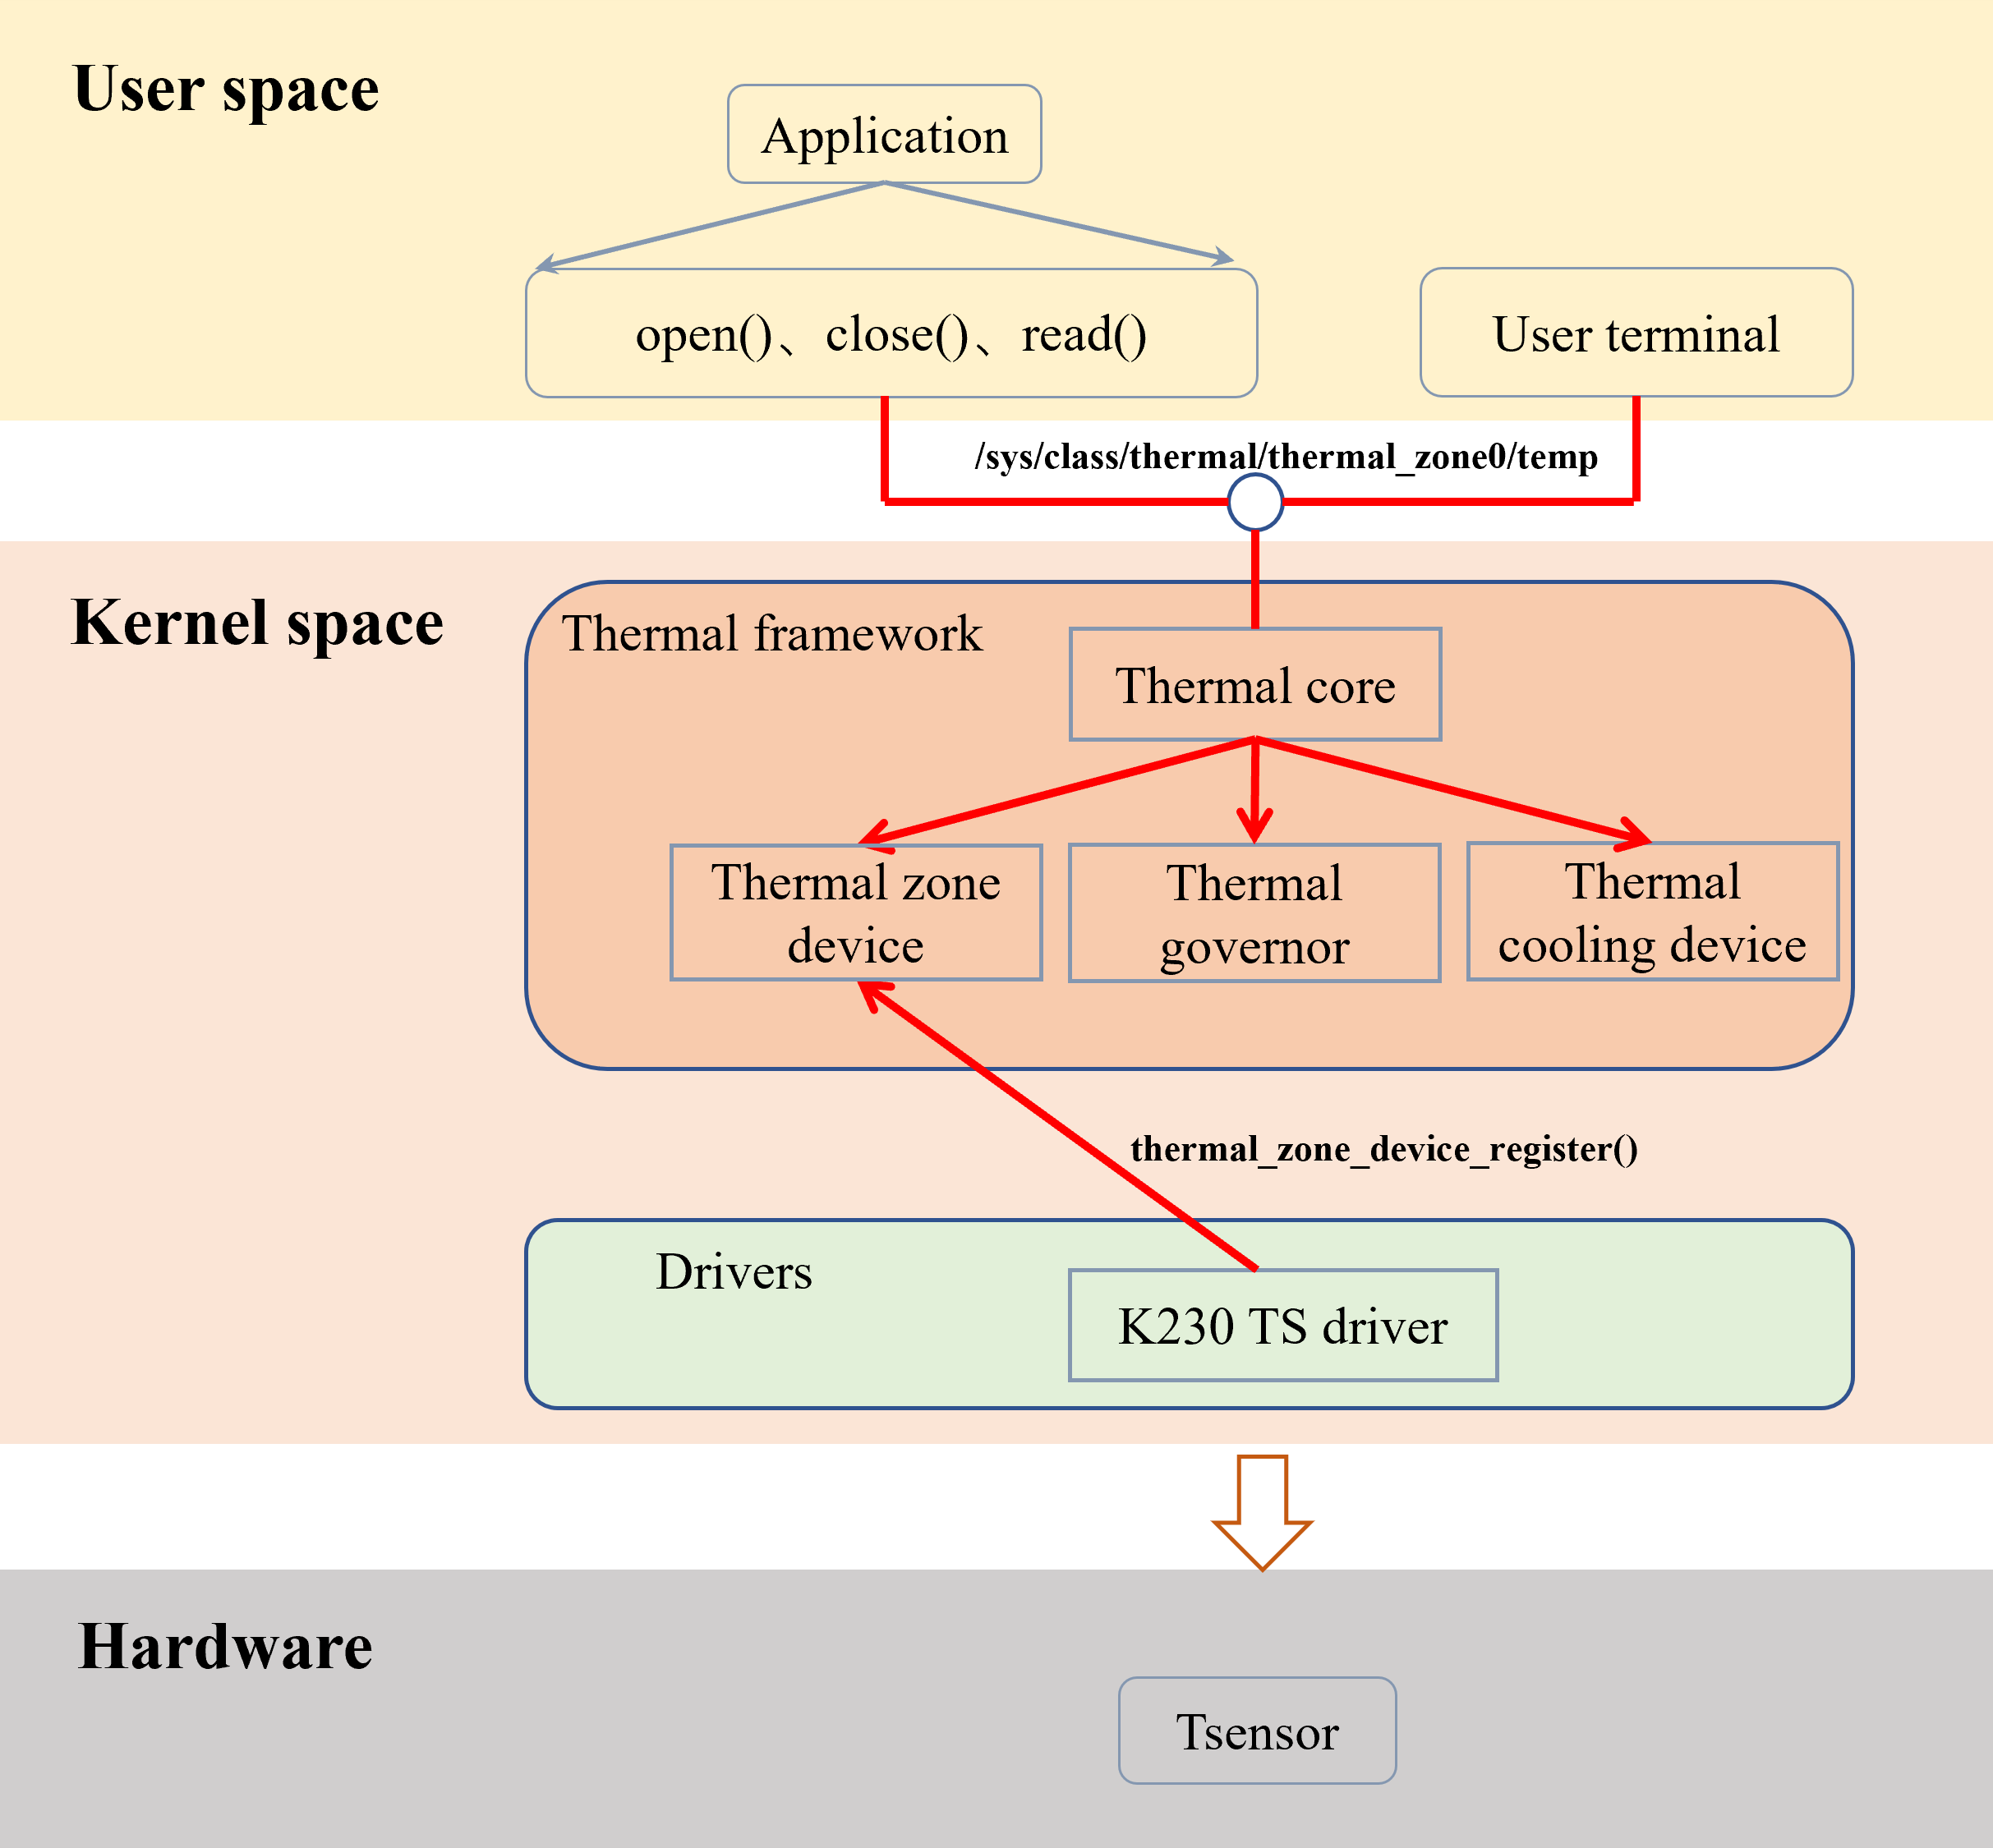 User space
Application
open()、close()、read()
User terminal
/sys/class/thermal/thermal_zone0/temp
Kernel space
Thermal framework
Thermal core
Thermal zone
device
Thermal
governor
Thermal
cooling device
thermal_zone_device_register()
Drivers
K230 TS driver
Hardware
Tsensor